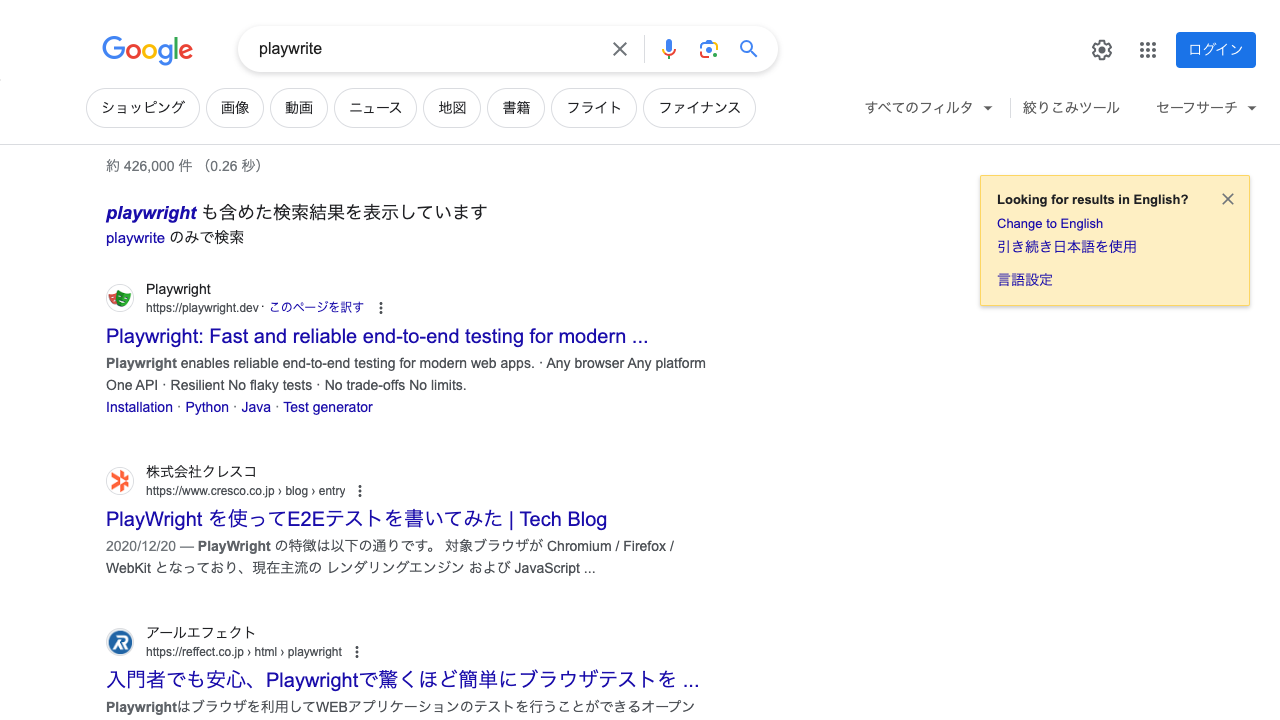 Google
playwrite
ログイン
ショッピング
画像
動画
ニュース
地図
書籍
フライト
ファイナンス
すべてのフィルタ
絞りこみツール
セーフサーチ
約 426,000 件 （0.26 秒）
playwright も含めた検索結果を表示しています
playwrite のみで検索
Looking for results in English?
Change to English
引き続き日本語を使用
言語設定
Playwright
https://playwright.dev · このページを訳す
Playwright: Fast and reliable end-to-end testing for modern ...
Playwright enables reliable end-to-end testing for modern web apps. · Any browser Any platform
One API · Resilient No flaky tests · No trade-offs No limits.
Installation · Python · Java · Test generator
株式会社クレスコ
https://www.cresco.co.jp › blog › entry
PlayWright を使ってE2Eテストを書いてみた | Tech Blog
2020/12/20 — PlayWright の特徴は以下の通りです。 対象ブラウザが Chromium / Firefox /
WebKit となっており、現在主流の レンダリングエンジン および JavaScript ...
アールエフェクト
https://reffect.co.jp › html › playwright
入門者でも安心、Playwrightで驚くほど簡単にブラウザテストを ...
Playwrightはブラウザを利用してWEBアプリケーションのテストを行うことができるオープン